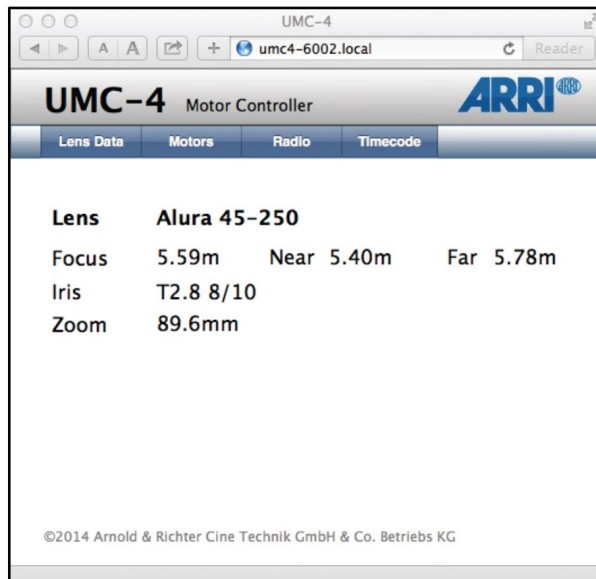 UMC-4
A A + umc4-6002.local Reader
UMC-4 Motor Controller ARRI
Lens Data Motors Radio Timecode
Lens Alura 45-250
Focus 5.59m Near 5.40m Far 5.78m
Iris T2.8 8/10
Zoom 89.6mm
©2014 Arnold & Richter Cine Technik GmbH & Co. Betriebs KG